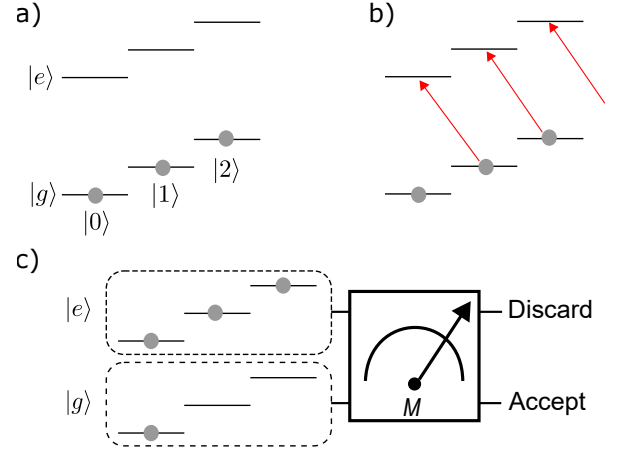 a)
b)
|e⟩
|g⟩
|0⟩
|1⟩
|2⟩
c)
|e⟩
Discard
|g⟩
M
Accept